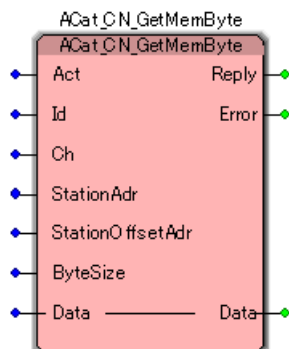 ACat_CN_GetMemByte
ACat_CN_GetMemByte
Act Reply
Id Error
Ch
StationAdr
StationOffsetAdr
ByteSize
Data Data